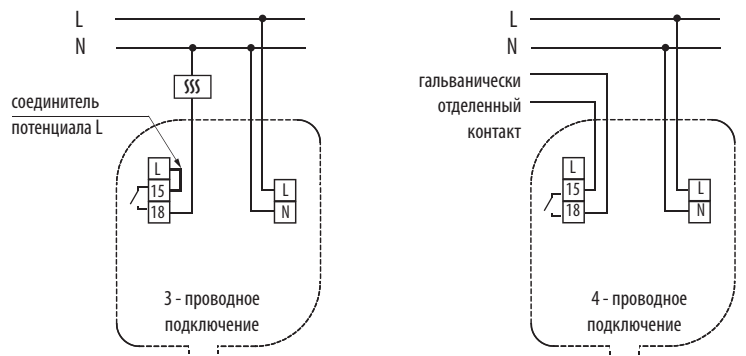 L
N
соединитель
потенциала L
L
15
18
L
N
3 - проводное
подключение
L
N
гальванически
отделенный
контакт
L
15
18
L
N
4 - проводное
подключение